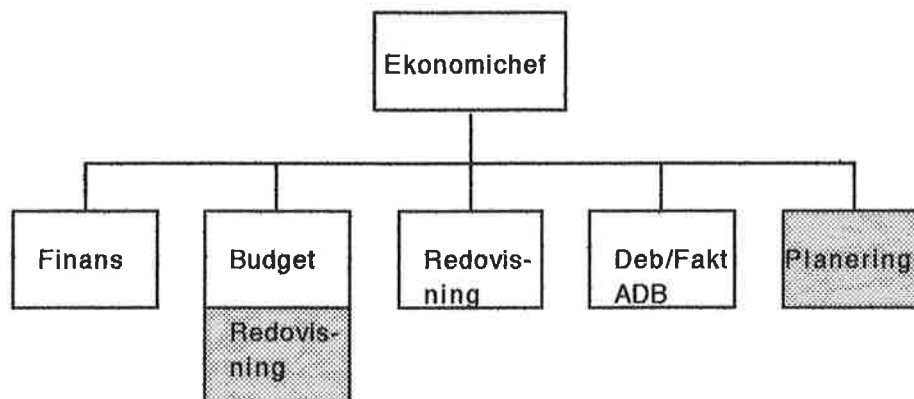 Ekonomichef
Finans
Budget
Redovis-
ning
Deb/Fakt
ADB
Planering
Redovis-
ning